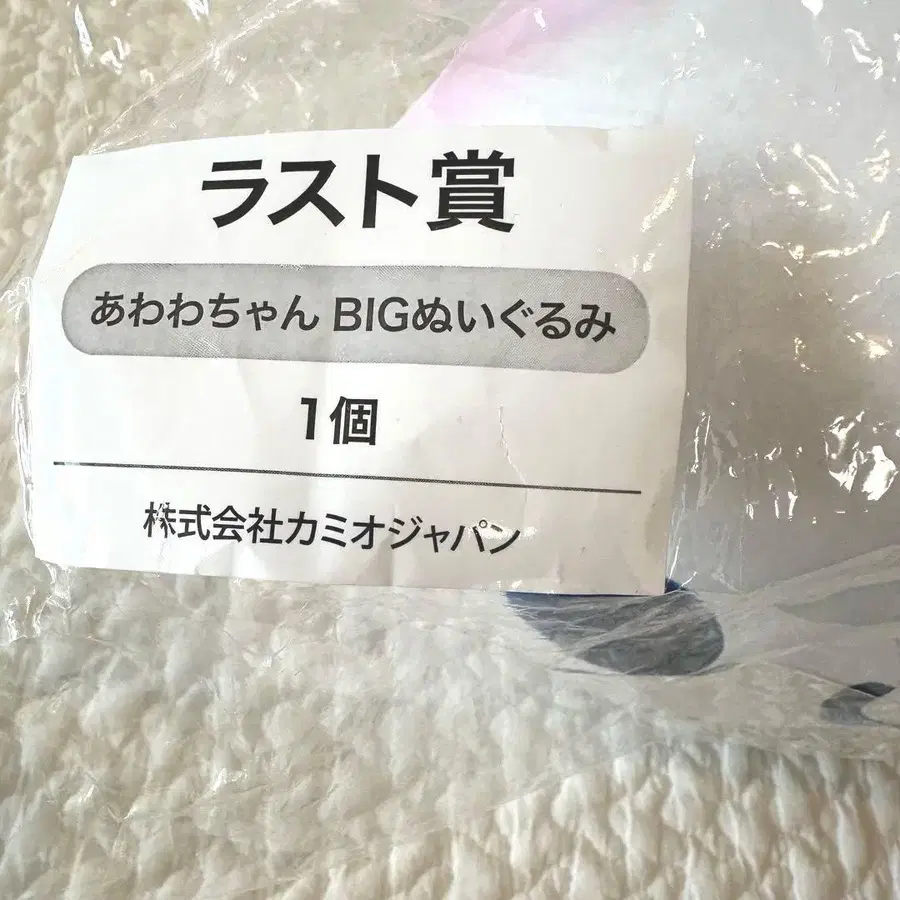 ラスト賞
あわわちゃん BIGぬいぐるみ
1個
株式会社カミオジャパン